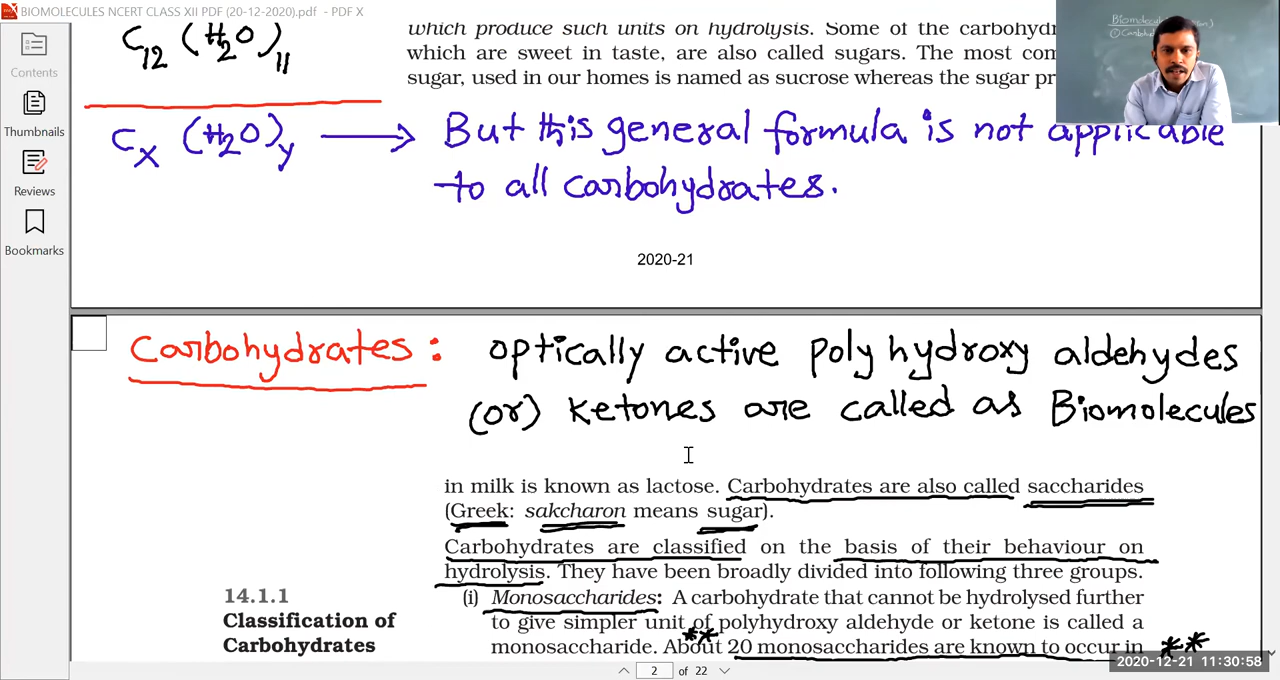 BIOMOLECULES NCERT CLASS XII PDF (20-12-2020).pdf - PDF X
Contents
Thumbnails
Reviews
Bookmarks
C12 (H2O)11
which produce such units on hydrolysis. Some of the carbohydr
which are sweet in taste, are also called sugars. The most com
sugar, used in our homes is named as sucrose whereas the sugar pr
Biomolecules
Cx (H2O)y → But this general formula is not applicable
to all carbohydrates.
2020-21
Carbohydrates : optically active polyhydroxy aldehydes
(or) Ketones are called as Biomolecules
in milk is known as lactose. Carbohydrates are also called saccharides
(Greek: sakcharon means sugar).
Carbohydrates are classified on the basis of their behaviour on
hydrolysis. They have been broadly divided into following three groups.
14.1.1
Classification of
Carbohydrates
(i) Monosaccharides: A carbohydrate that cannot be hydrolysed further
to give simpler unit of polyhydroxy aldehyde or ketone is called a
monosaccharide. About 20 monosaccharides are known to occur in
** **
2 of 22
2020-12-21 11:30:58